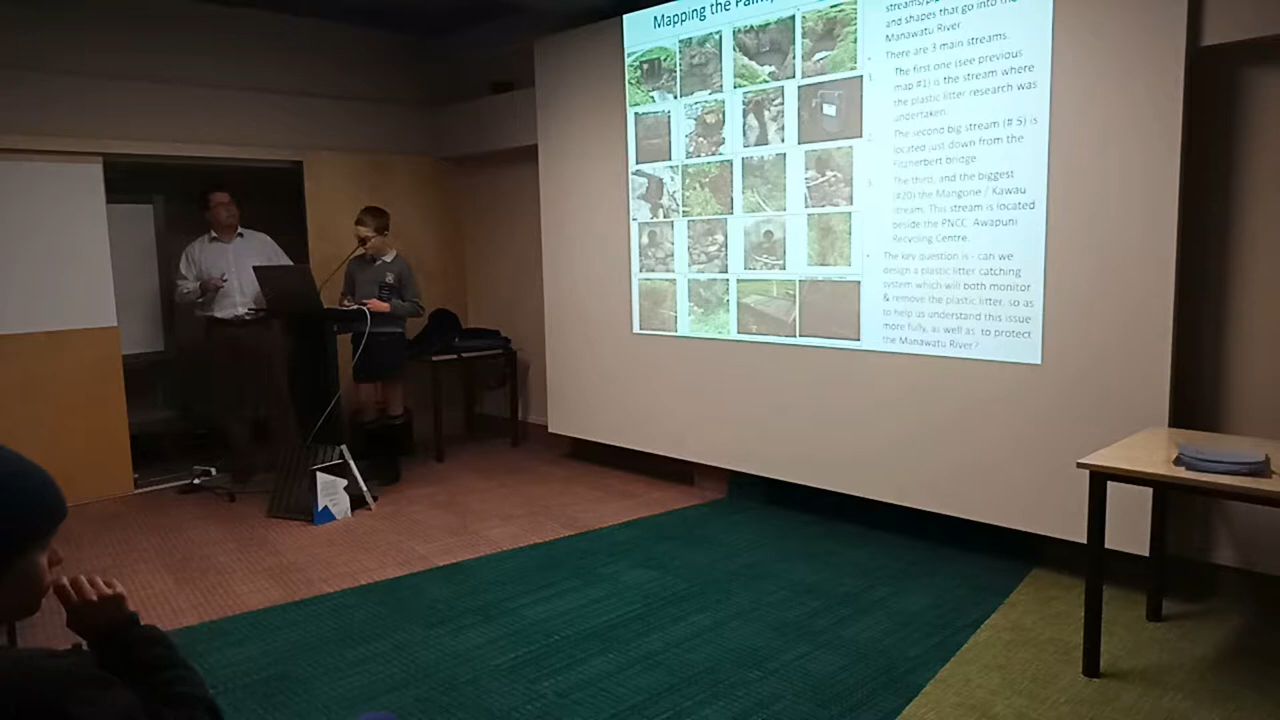 Mapping the Palm
streams/
and shapes that go into the
Manawatu River
There are 3 main streams.
The first one (see previous
map #1) is the stream where
the plastic litter research was
undertaken.
The second big stream (# 5) is
located just down from the
Fitzherbert bridge.
The third, and the biggest
(#20) the Mangone / Kawau
stream. This stream is located
beside the PNCC Awapuni
Recycling Centre.
The key question is - can we
design a plastic litter catching
system which will both monitor
& remove the plastic litter, so as
to help us understand this issue
more fully, as well as to protect
the Manawatu River?